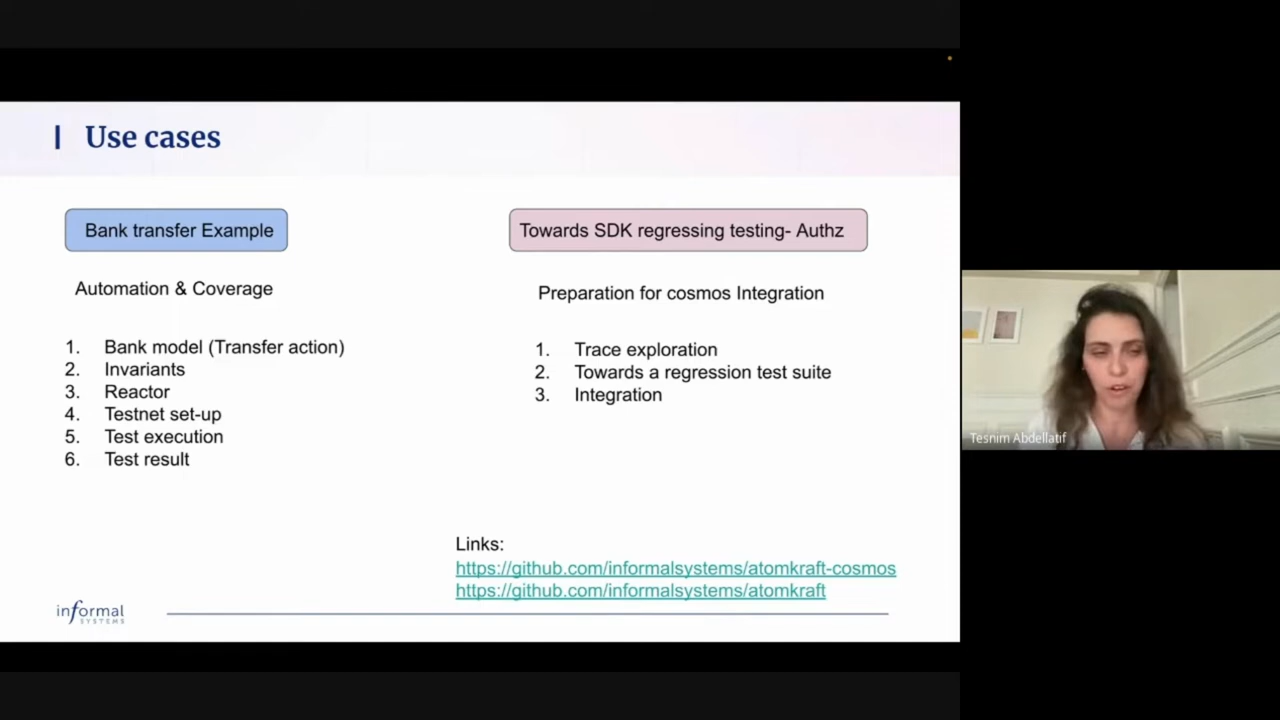 Use cases
Bank transfer Example
Automation & Coverage
1. Bank model (Transfer action)
2. Invariants
3. Reactor
4. Testnet set-up
5. Test execution
6. Test result
Towards SDK regressing testing- Authz
Preparation for cosmos Integration
1. Trace exploration
2. Towards a regression test suite
3. Integration
Links:
https://github.com/informalsystems/atomkraft-cosmos
https://github.com/informalsystems/atomkraft
informal
SYSTEMS
Tesnim Abdellatif